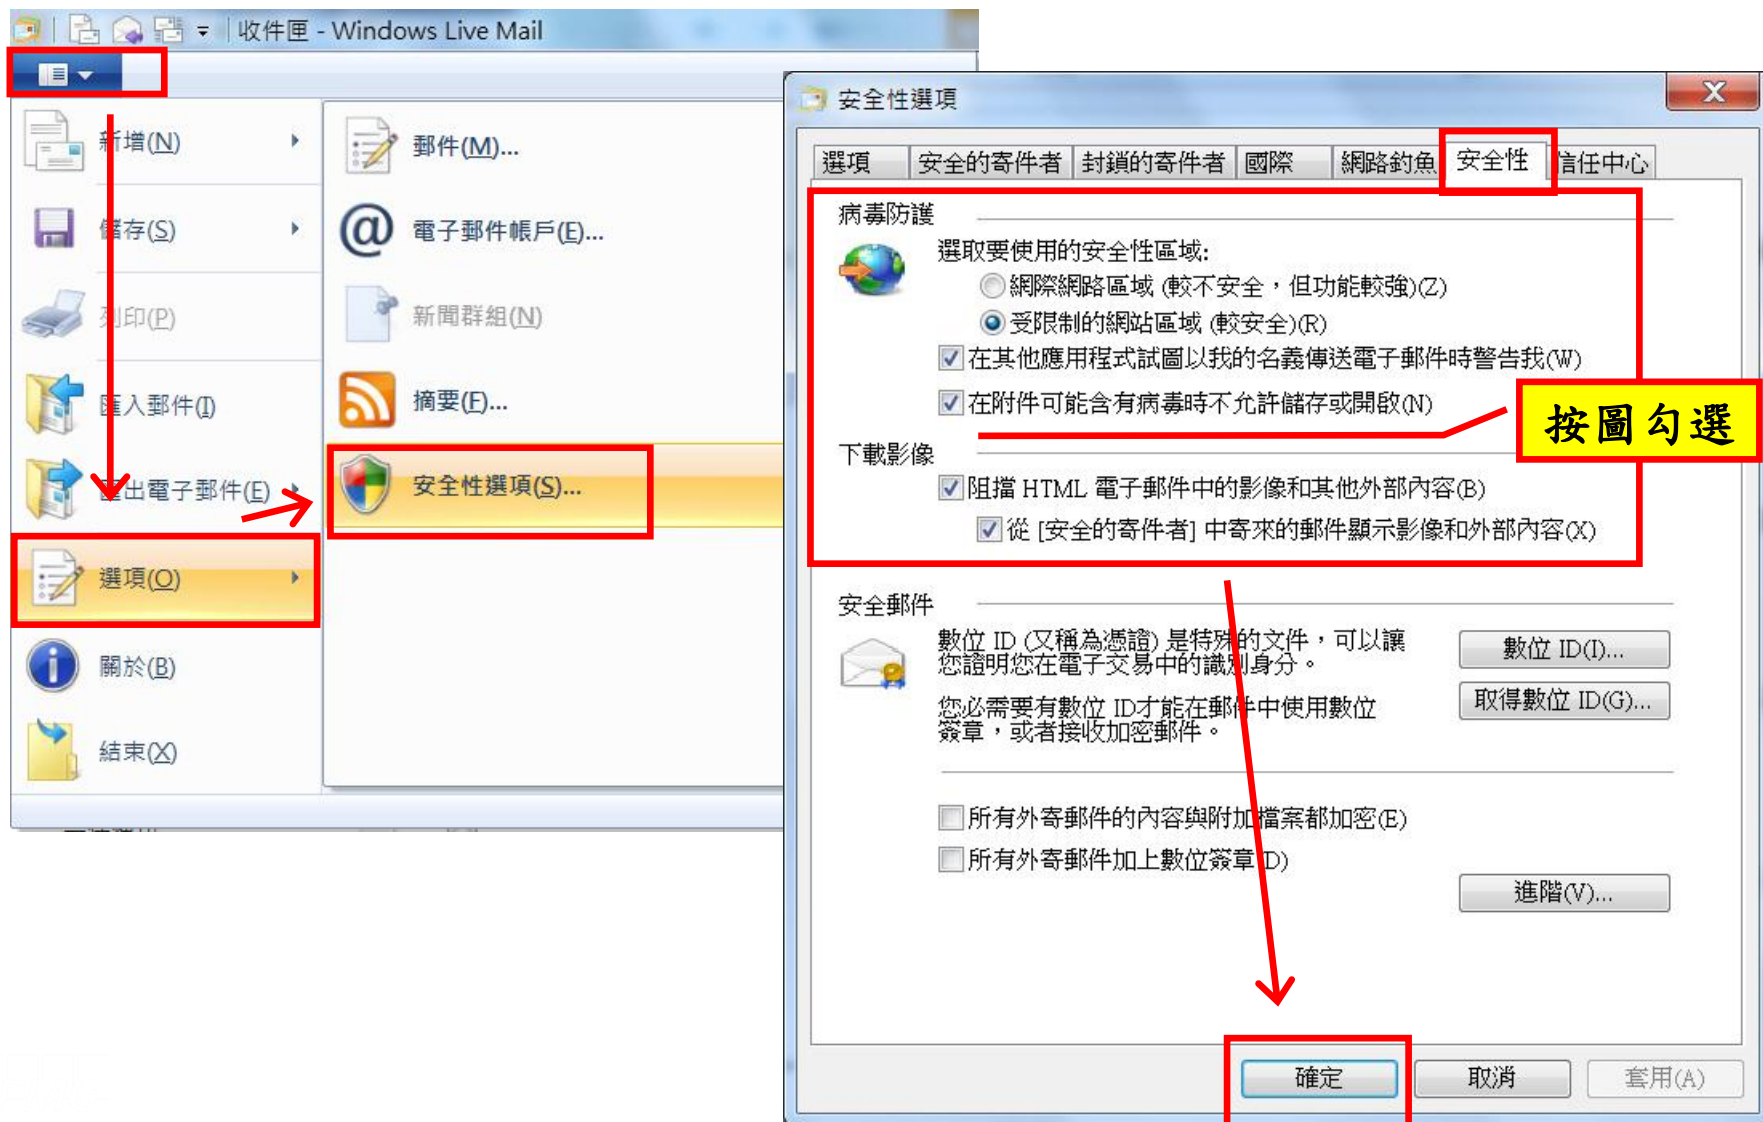 收件匣 - Windows Live Mail
新增(N)
儲存(S)
列印(P)
匯入郵件(I)
匯出電子郵件(E)
選項(O)
關於(B)
結束(X)
郵件(M)...
電子郵件帳戶(E)...
新聞群組(N)
摘要(F)...
安全性選項(S)...
安全性選項
選項 安全的寄件者 封鎖的寄件者 國際 網路釣魚 安全性 信任中心
病毒防護
選取要使用的安全性區域:
網際網路區域 (較不安全，但功能較強)(Z)
受限制的網站區域 (較安全)(R)
在其他應用程式試圖以我的名義傳送電子郵件時警告我(W)
在附件可能含有病毒時不允許儲存或開啟(N)
按圖勾選
下載影像
阻擋 HTML 電子郵件中的影像和其他外部內容(B)
從 [安全的寄件者] 中寄來的郵件顯示影像和外部內容(X)
安全郵件
數位 ID (又稱為憑證) 是特殊的文件，可以讓
您證明您在電子交易中的識別身分。
數位 ID(I)...
您必需要有數位 ID才能在郵件中使用數位
簽章，或者接收加密郵件。
取得數位 ID(G)...
所有外寄郵件的內容與附加檔案都加密(E)
所有外寄郵件加上數位簽章(D)
進階(V)...
確定 取消 套用(A)